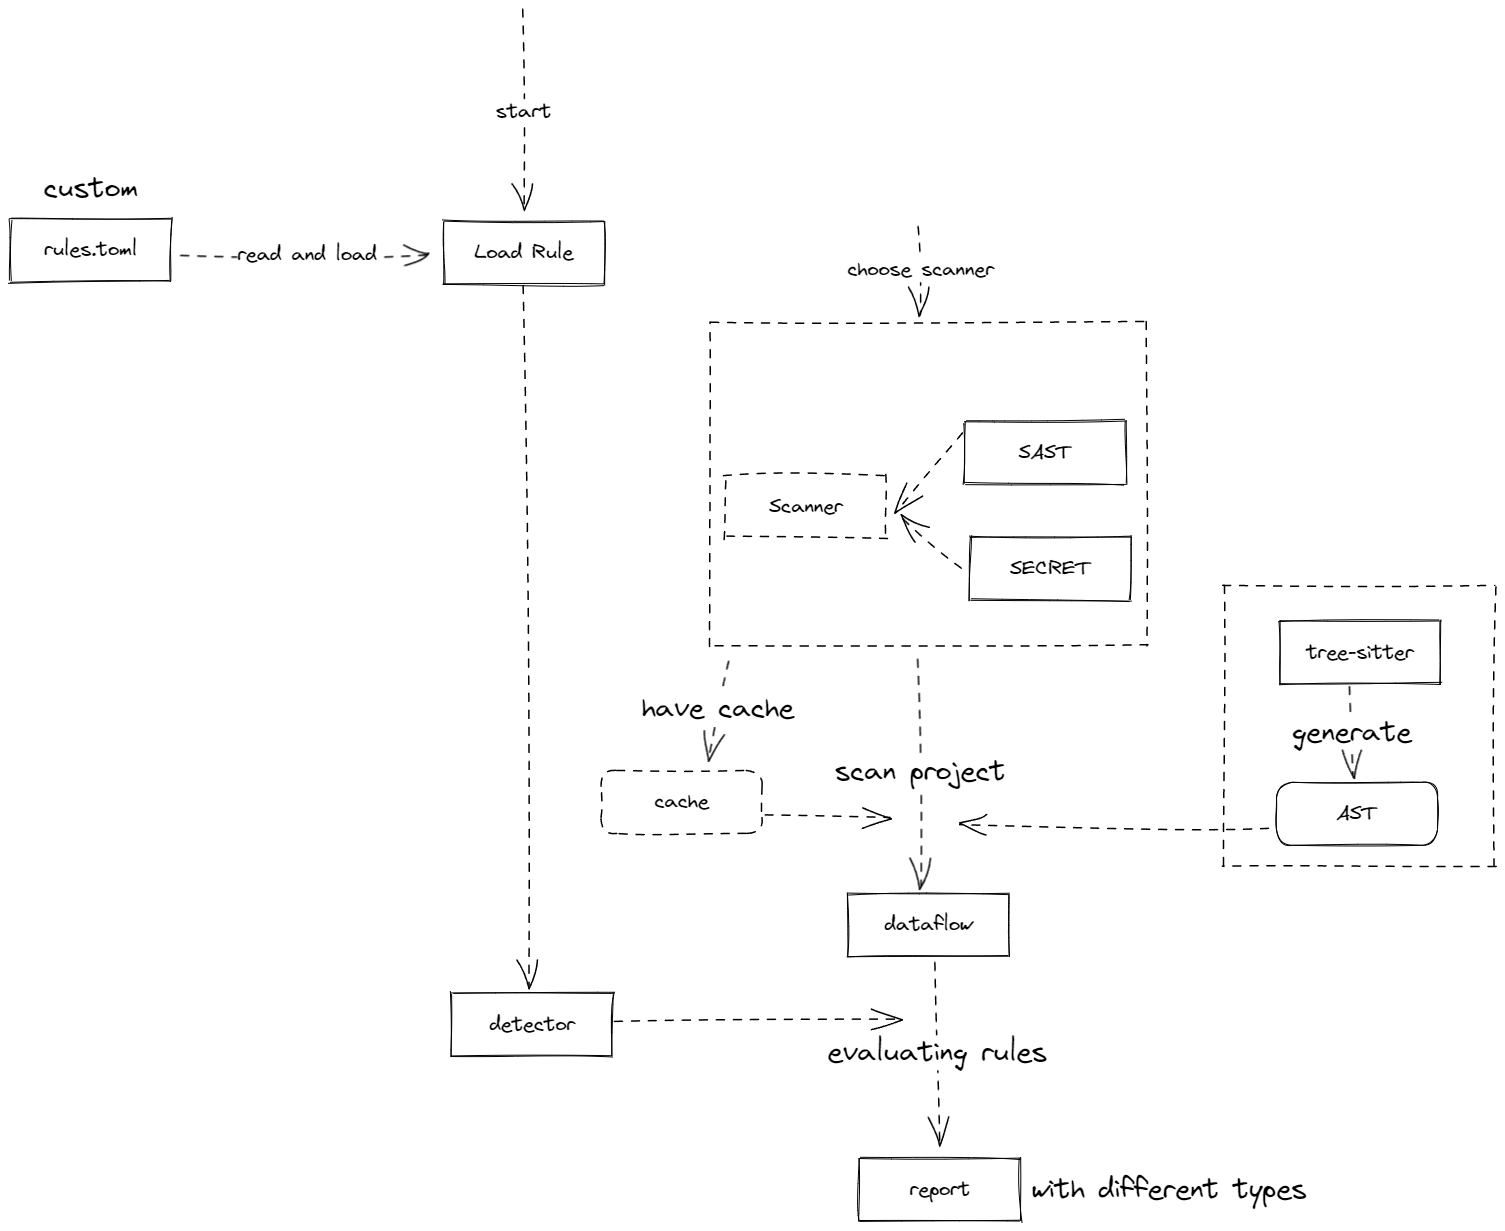 start
custom
rules.toml
read and load
Load Rule
choose scanner
SAST
Scanner
SECRET
tree-sitter
have cache
generate
scan project
cache
AST
dataflow
detector
evaluating rules
report
with different types